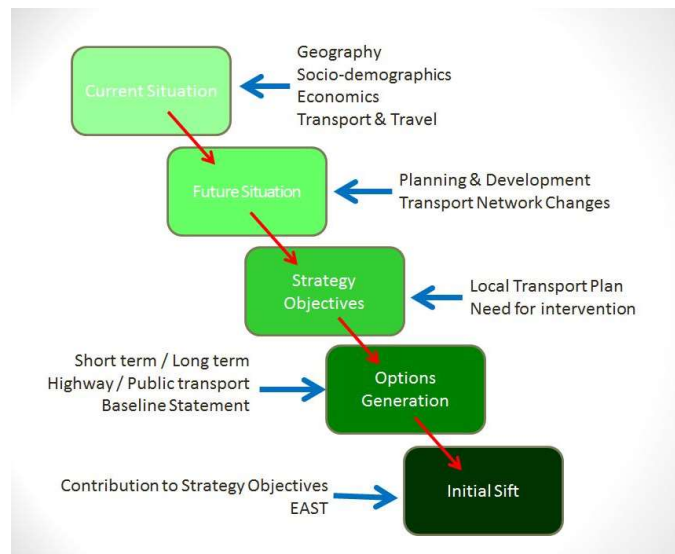 Current Situation
Geography
Socio-demographics
Economics
Transport & Travel
Future Situation
Planning & Development
Transport Network Changes
Strategy
Objectives
Local Transport Plan
Need for intervention
Short term / Long term
Highway / Public transport
Baseline Statement
Options
Generation
Contribution to Strategy Objectives
EAST
Initial Sift